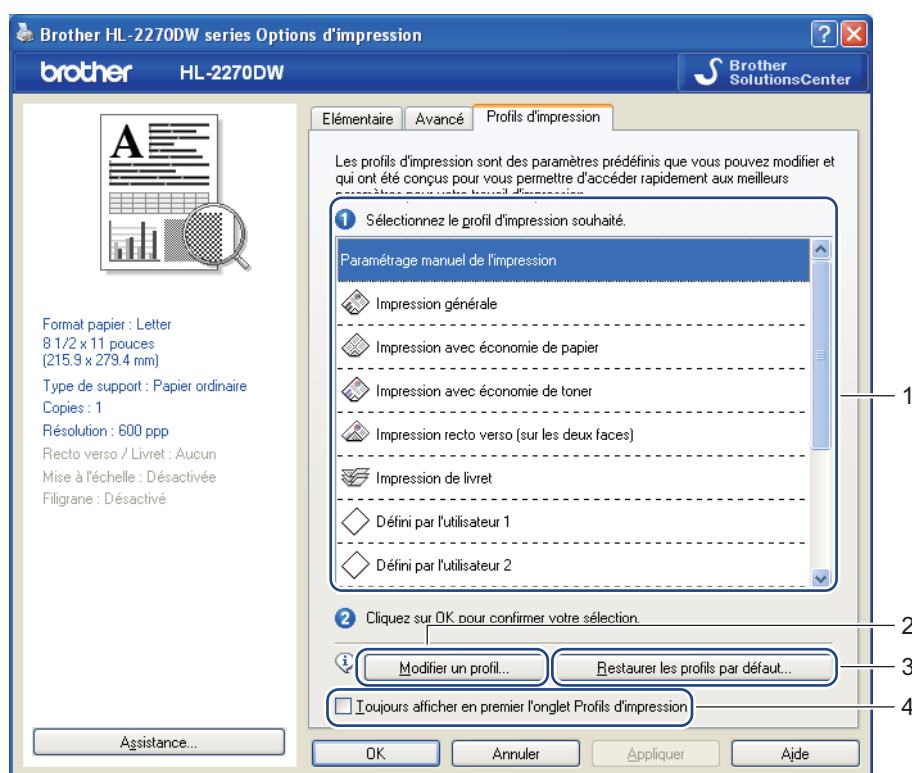 Brother HL-2270DW series Options d'impression
brother HL-2270DW
Brother
SolutionsCenter
A
Format papier : Letter
8 1/2 x 11 pouces
(215.9 x 279.4 mm)
Type de support : Papier ordinaire
Copies : 1
Résolution : 600 ppp
Recto verso / Livret : Aucun
Mise à l'échelle : Désactivée
Filigrane : Désactivé
Assistance...
Elémentaire Avancé Profils d'impression
Les profils d'impression sont des paramètres prédéfinis que vous pouvez modifier et
qui ont été conçus pour vous permettre d'accéder rapidement aux meilleurs
paramètres pour votre travail d'impression
1 Sélectionnez le profil d'impression souhaité.
Paramétrage manuel de l'impression
Impression générale
Impression avec économie de papier
Impression avec économie de toner
Impression recto verso (sur les deux faces)
Impression de livret
Défini par l'utilisateur 1
Défini par l'utilisateur 2
1
2 Cliquez sur OK pour confirmer votre sélection.
2
Modifier un profil... Restaurer les profils par défaut...
3
Toujours afficher en premier l'onglet Profils d'impression
4
OK Annuler Appliquer Aide